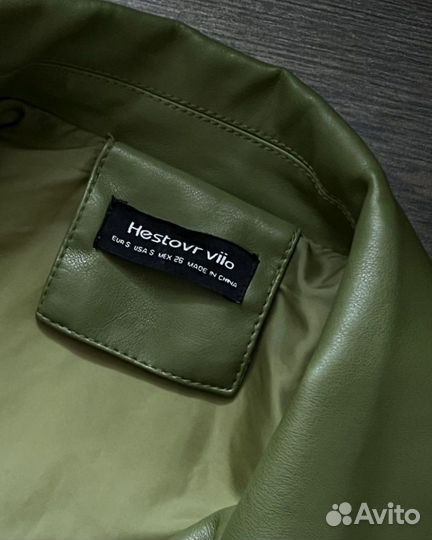 Hestovr viio
EUR S USA S MEX 26 MADE IN CHINA
Avito